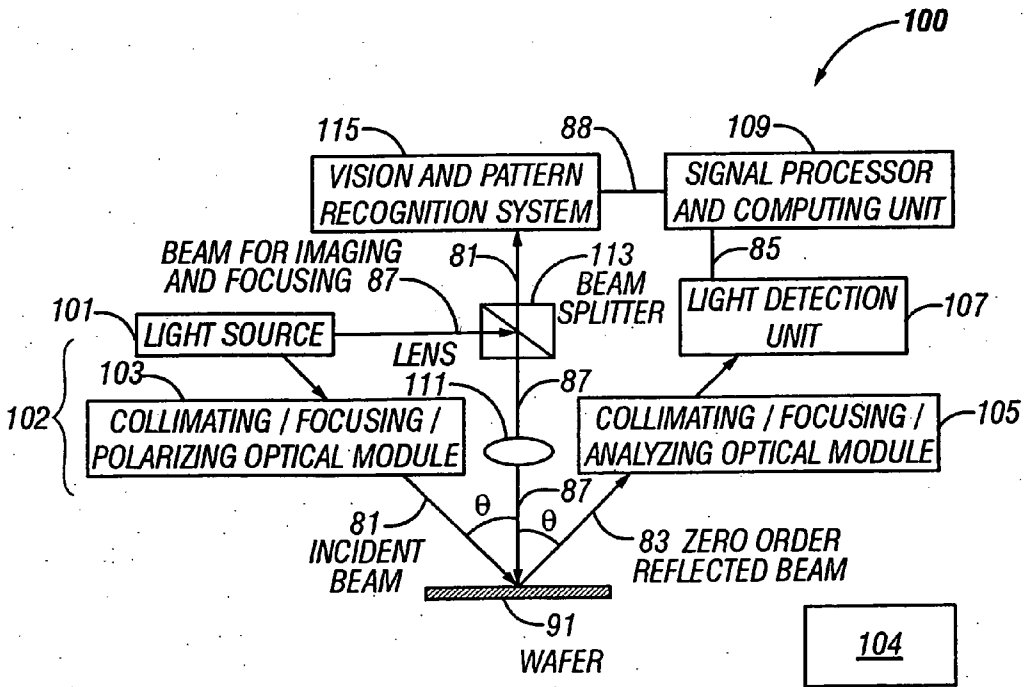 100
115
88
109
VISION AND PATTERN
RECOGNITION SYSTEM
SIGNAL PROCESSOR
AND COMPUTING UNIT
BEAM FOR IMAGING
AND FOCUSING 87
81
113
BEAM
SPLITTER
85
LIGHT DETECTION
UNIT
107
101
LIGHT SOURCE
LENS
103
111
87
102
COLLIMATING / FOCUSING /
POLARIZING OPTICAL MODULE
COLLIMATING / FOCUSING /
ANALYZING OPTICAL MODULE
105
87
θ
θ
81
INCIDENT
BEAM
83 ZERO ORDER
REFLECTED BEAM
91
WAFER
104